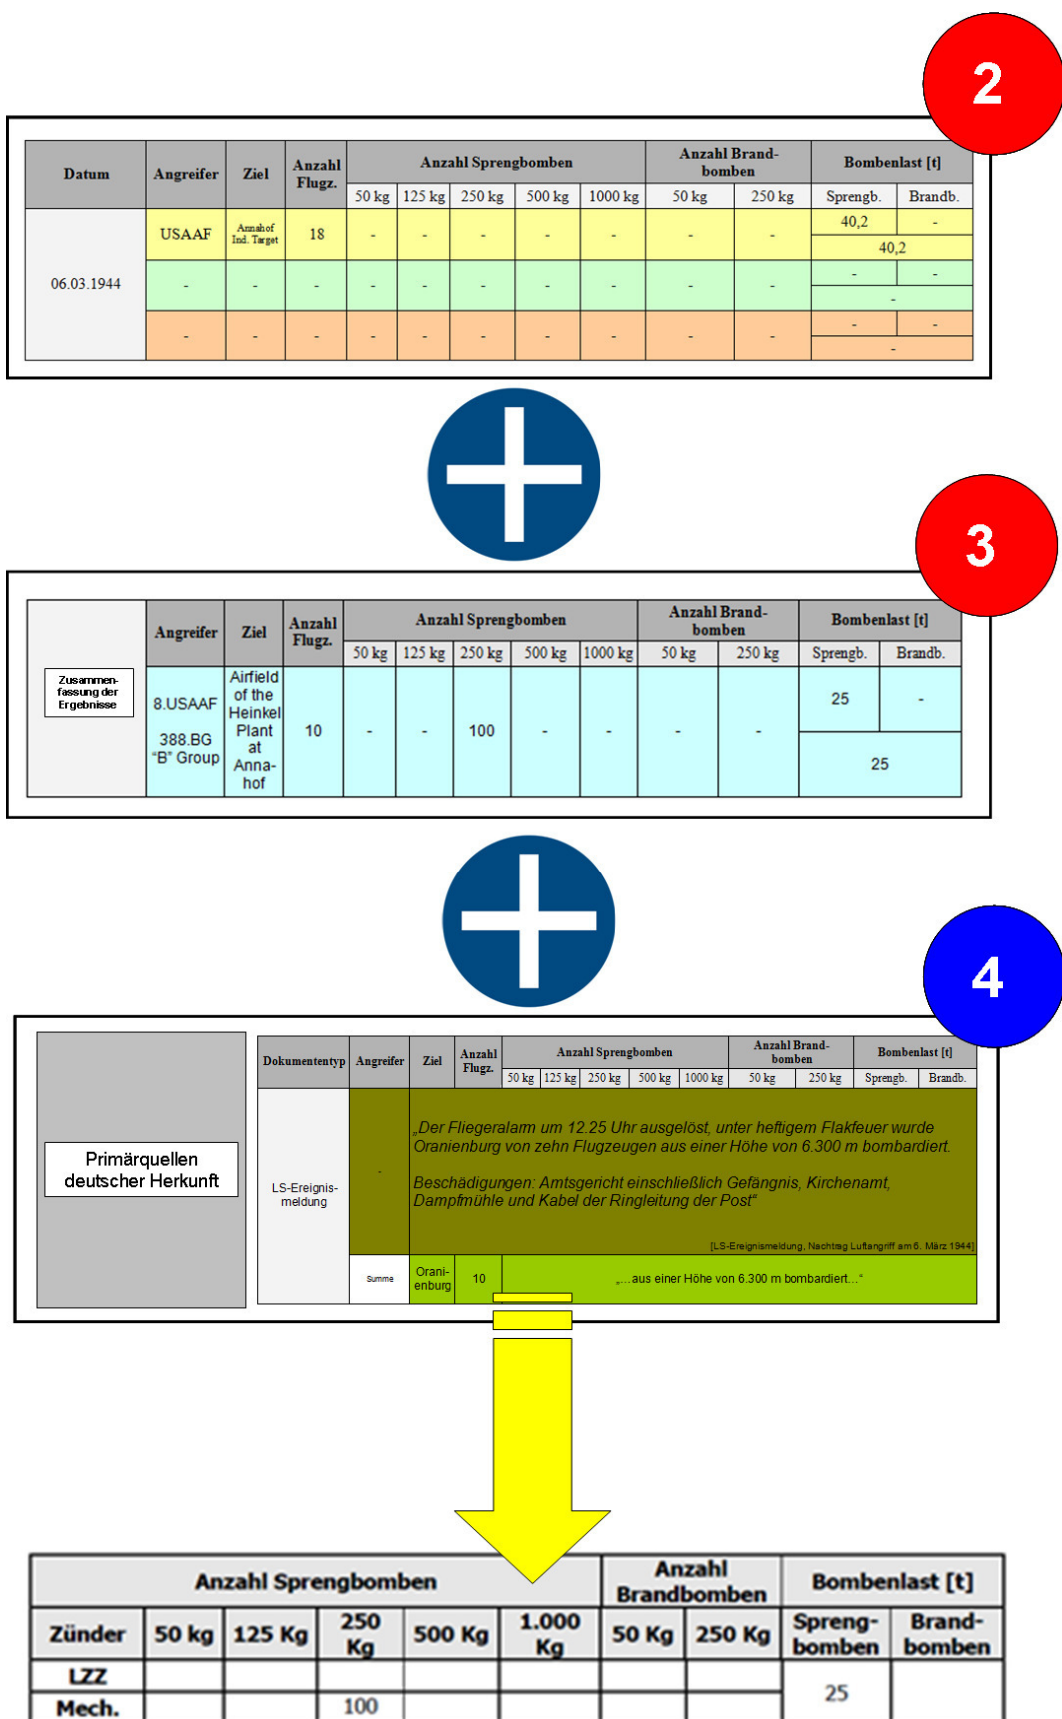 2
Datum Angreifer Ziel Anzahl Flugz. Anzahl Sprengbomben Anzahl Brand-bomben Bombenlast [t]
50 kg 125 kg 250 kg 500 kg 1000 kg 50 kg 250 kg Sprengb. Brandb.
06.03.1944 USAAF Annahof Ind. Target 18 - - - - - - - 40,2 -
40,2
- - - - - - - - - - - -
-
- - - - - - - - - - - -
-
3
Angreifer Ziel Anzahl Flugz. Anzahl Sprengbomben Anzahl Brand-bomben Bombenlast [t]
50 kg 125 kg 250 kg 500 kg 1000 kg 50 kg 250 kg Sprengb. Brandb.
Zusammen-
fassung der
Ergebnisse
8.USAAF
388.BG
"B" Group
Airfield
of the
Heinkel
Plant
at
Anna-
hof
10 - - 100 - - - - 25 -
25
4
Primärquellen
deutscher Herkunft
Dokumententyp Angreifer Ziel Anzahl Flugz. Anzahl Sprengbomben Anzahl Brand-bomben Bombenlast [t]
50 kg 125 kg 250 kg 500 kg 1000 kg 50 kg 250 kg Sprengb. Brandb.
LS-Ereignis-
meldung
-
„Der Fliegeralarm um 12.25 Uhr ausgelöst, unter heftigem Flakfeuer wurde
Oranienburg von zehn Flugzeugen aus einer Höhe von 6.300 m bombardiert.
Beschädigungen: Amtsgericht einschließlich Gefängnis, Kirchenamt,
Dampfmühle und Kabel der Ringleitung der Post“
[LS-Ereignismeldung, Nachtrag Luftangriff am 6. März 1944]
Summe Orani-enburg 10 „…aus einer Höhe von 6.300 m bombardiert…“
Anzahl Sprengbomben Anzahl Brandbomben Bombenlast [t]
Zünder 50 kg 125 Kg 250 Kg 500 Kg 1.000 Kg 50 Kg 250 Kg Spreng-bomben Brand-bomben
LZZ
Mech. 100 25